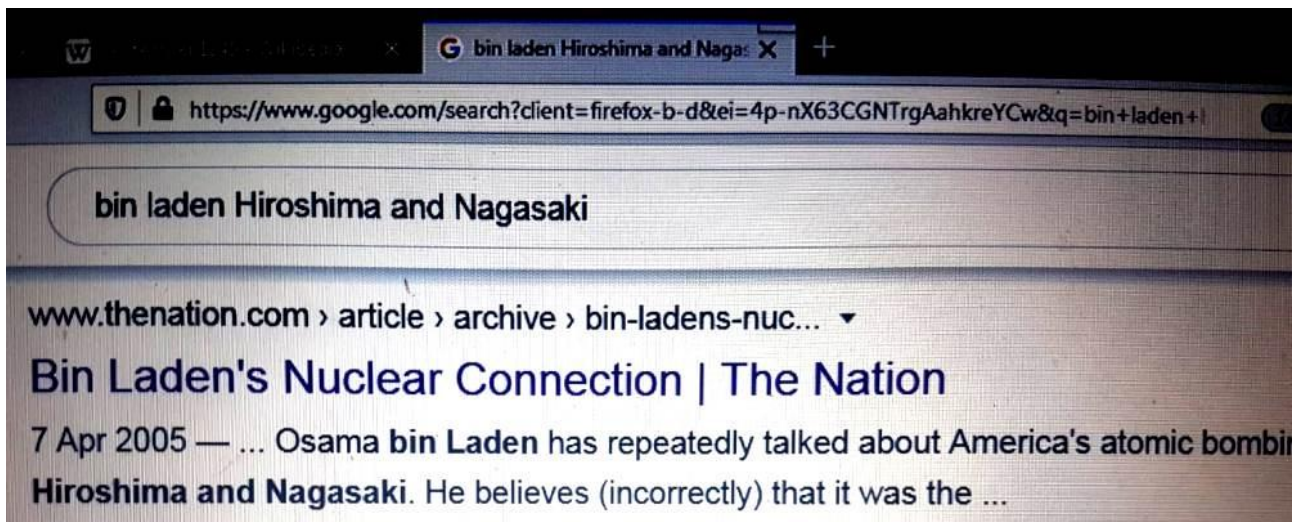 W
G bin laden Hiroshima and Nagas X +
https://www.google.com/search?client=firefox-b-d&ei=4p-nX63CGNTrgAahkreYCw&q=bin+laden+
bin laden Hiroshima and Nagasaki
www.thenation.com › article › archive › bin-ladens-nuc...
Bin Laden's Nuclear Connection | The Nation
7 Apr 2005 — ... Osama bin Laden has repeatedly talked about America's atomic bombin
Hiroshima and Nagasaki. He believes (incorrectly) that it was the ...